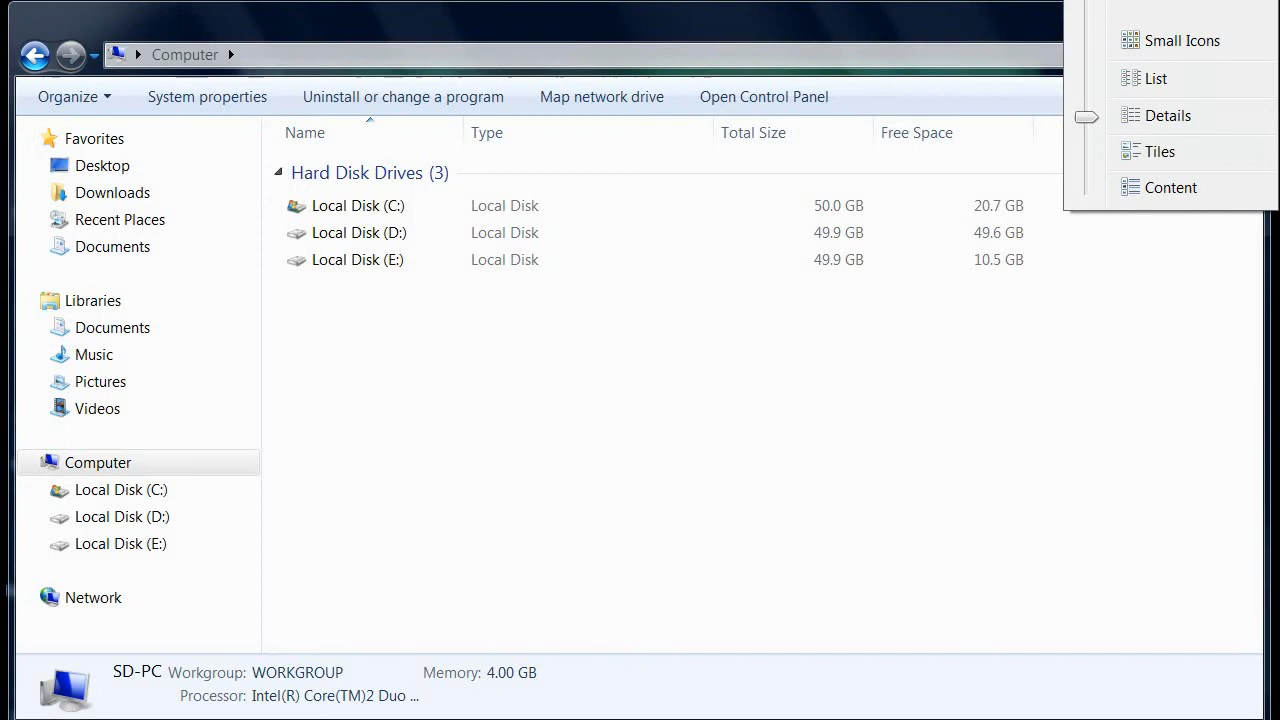 Computer
Organize
System properties
Uninstall or change a program
Map network drive
Open Control Panel
Small Icons
List
Details
Tiles
Content
Favorites
Desktop
Downloads
Recent Places
Documents
Libraries
Documents
Music
Pictures
Videos
Computer
Local Disk (C:)
Local Disk (D:)
Local Disk (E:)
Network
Name Type Total Size Free Space
Hard Disk Drives (3)
Local Disk (C:) Local Disk 50.0 GB 20.7 GB
Local Disk (D:) Local Disk 49.9 GB 49.6 GB
Local Disk (E:) Local Disk 49.9 GB 10.5 GB
SD-PC Workgroup: WORKGROUP Memory: 4.00 GB
Processor: Intel(R) Core(TM)2 Duo ...